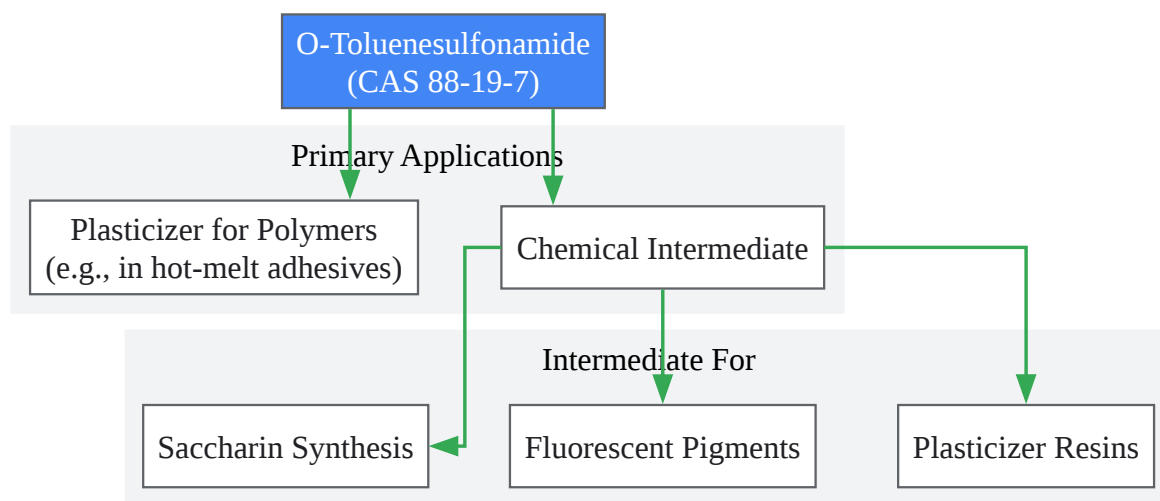 O-Toluenesulfonamide
(CAS 88-19-7)
Primary Applications
Plasticizer for Polymers
(e.g., in hot-melt adhesives)
Chemical Intermediate
Intermediate For
Saccharin Synthesis
Fluorescent Pigments
Plasticizer Resins